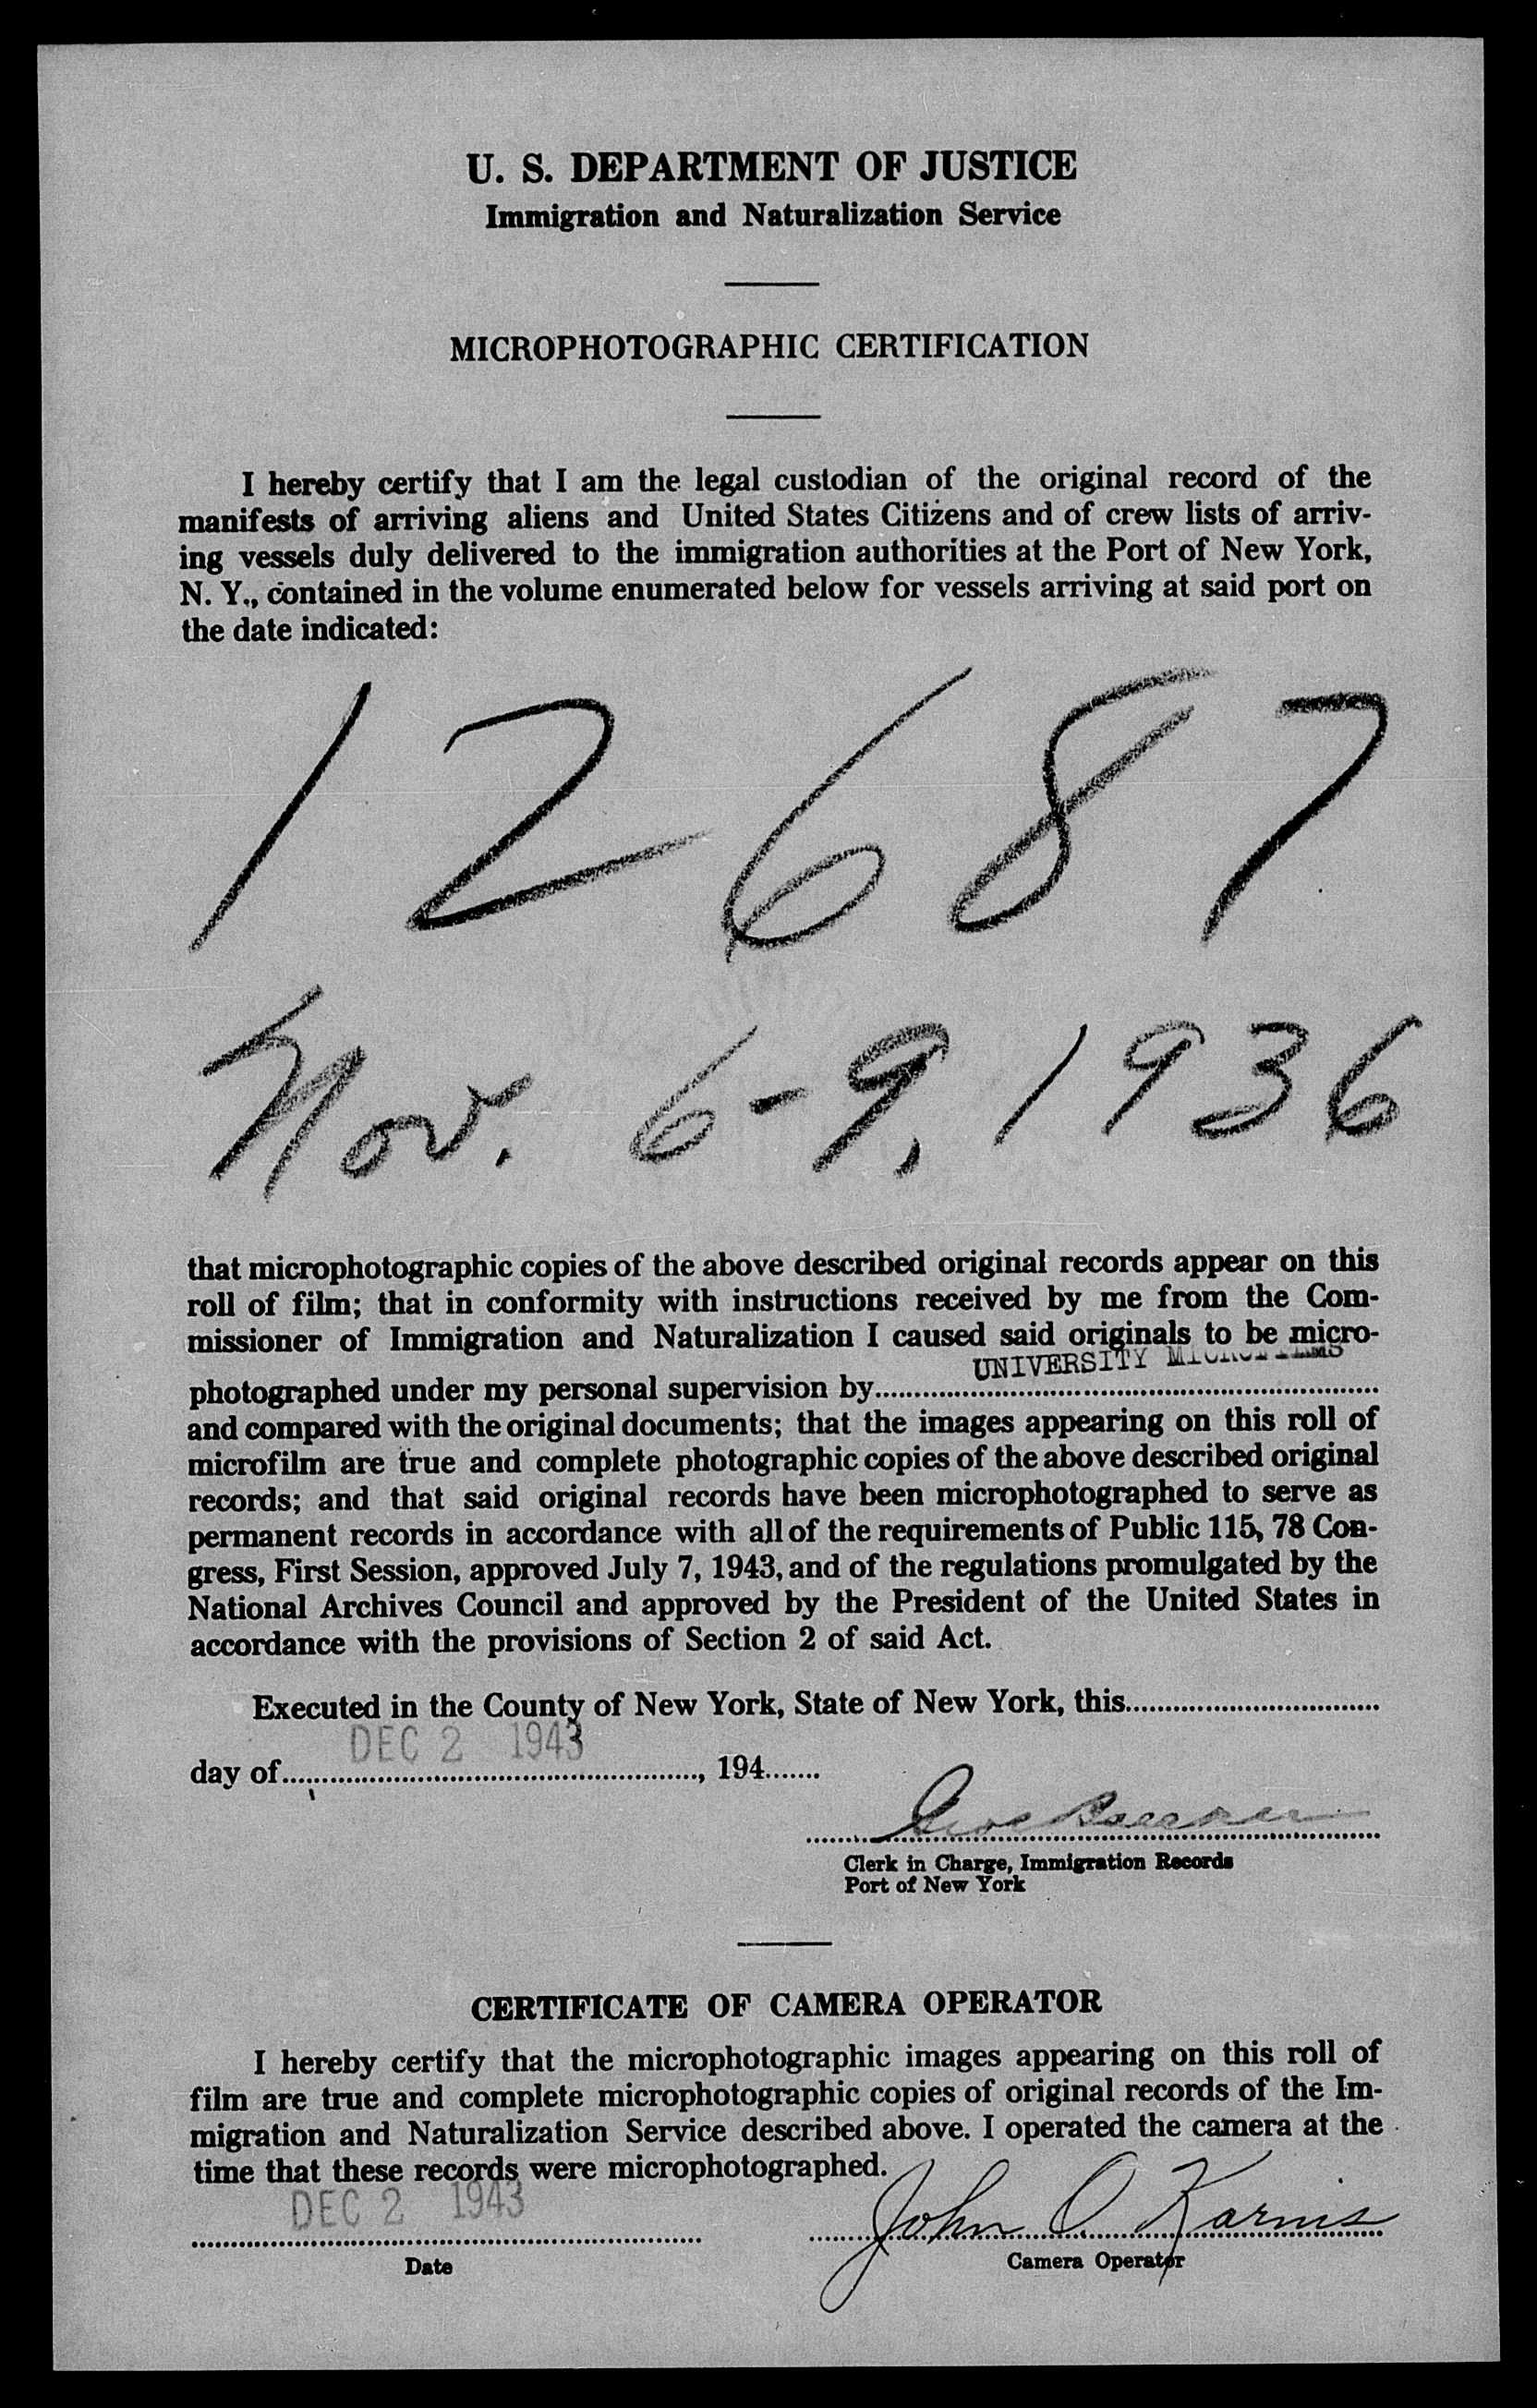 U. S. DEPARTMENT OF JUSTICE
Immigration and Naturalization Service
MICROPHOTOGRAPHIC CERTIFICATION
I hereby certify that I am the legal custodian of the original record of the
manifests of arriving aliens and United States Citizens and of crew lists of arriv-
ing vessels duly delivered to the immigration authorities at the Port of New York,
N. Y., contained in the volume enumerated below for vessels arriving at said port on
the date indicated:
12687
Nov. 6-9, 1936
that microphotographic copies of the above described original records appear on this
roll of film; that in conformity with instructions received by me from the Com-
missioner of Immigration and Naturalization I caused said originals to be micro-
UNIVERSITY MICROFILMS
photographed under my personal supervision by
and compared with the original documents; that the images appearing on this roll of
microfilm are true and complete photographic copies of the above described original
records; and that said original records have been microphotographed to serve as
permanent records in accordance with all of the requirements of Public 115, 78 Con-
gress, First Session, approved July 7, 1943, and of the regulations promulgated by the
National Archives Council and approved by the President of the United States in
accordance with the provisions of Section 2 of said Act.
Executed in the County of New York, State of New York, this
DEC 2 1943
day of , 194
Clerk in Charge, Immigration Records
Port of New York
CERTIFICATE OF CAMERA OPERATOR
I hereby certify that the microphotographic images appearing on this roll of
film are true and complete microphotographic copies of original records of the Im-
migration and Naturalization Service described above. I operated the camera at the
time that these records were microphotographed.
DEC 2 1943
John O Karnis
Date
Camera Operator